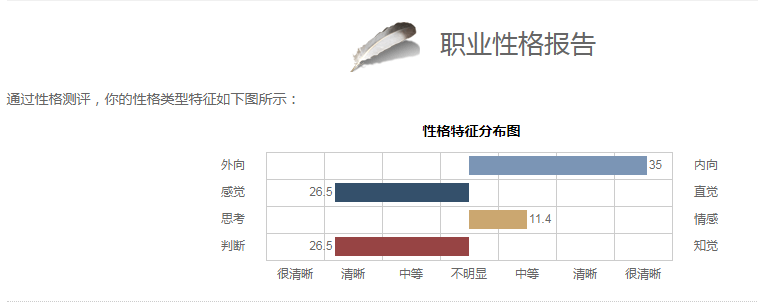 职业性格报告
通过性格测评，你的性格类型特征如下图所示：
性格特征分布图
外向 35 内向
感觉 26.5 直觉
思考 11.4 情感
判断 26.5 知觉
很清晰 清晰 中等 不明显 中等 清晰 很清晰